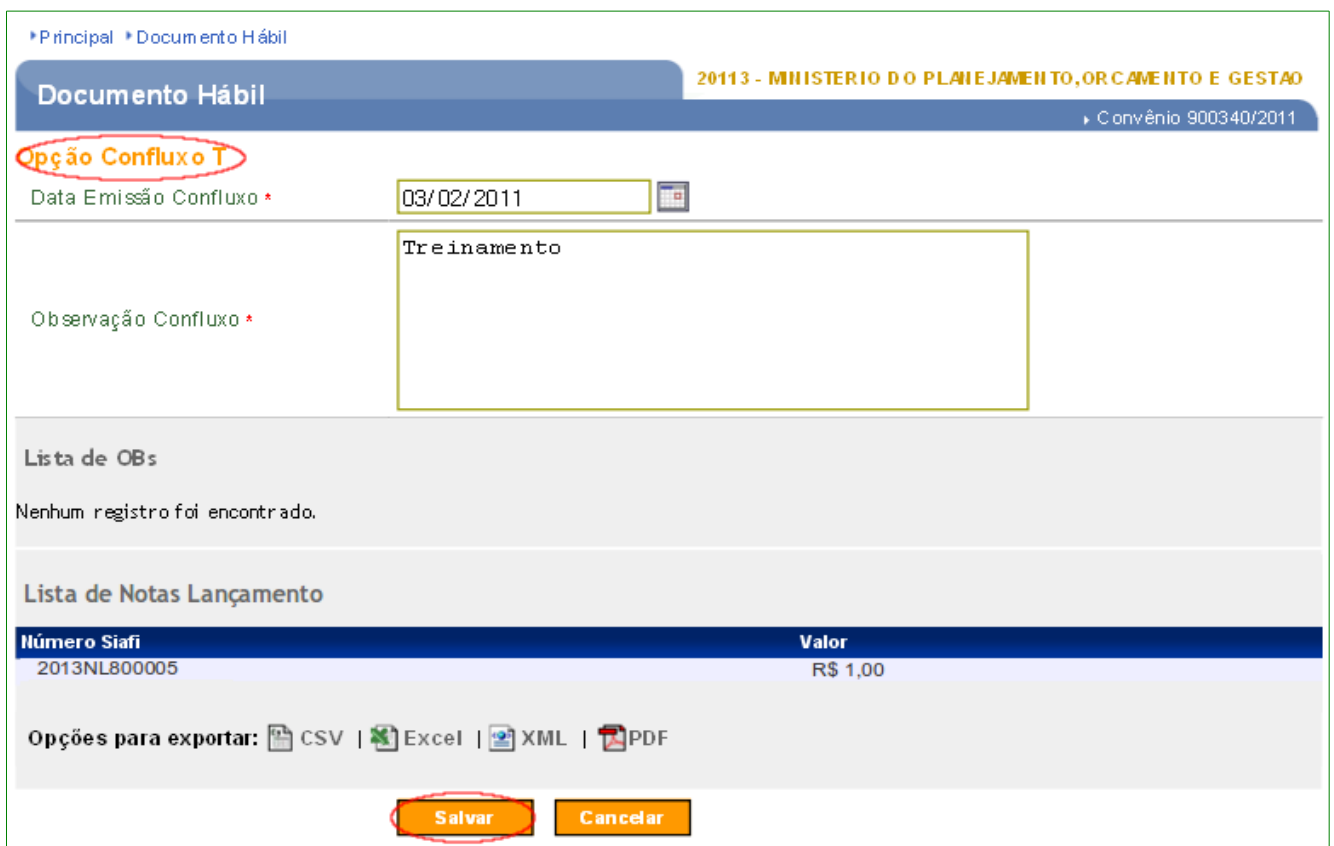 Principal Documento Hábil
Documento Hábil
20113 - MINISTERIO DO PLANEJAMENTO,ORCAMENTO E GESTAO
Convênio 900340/2011
Opção Confluxo T
Data Emissão Confluxo * 03/02/2011
Observação Confluxo * Treinamento
Lista de OBs
Nenhum registro foi encontrado.
Lista de Notas Lançamento
Número Siafi Valor
2013NL800005 R$ 1,00
Opções para exportar: CSV | Excel | XML | PDF
Salvar Cancelar